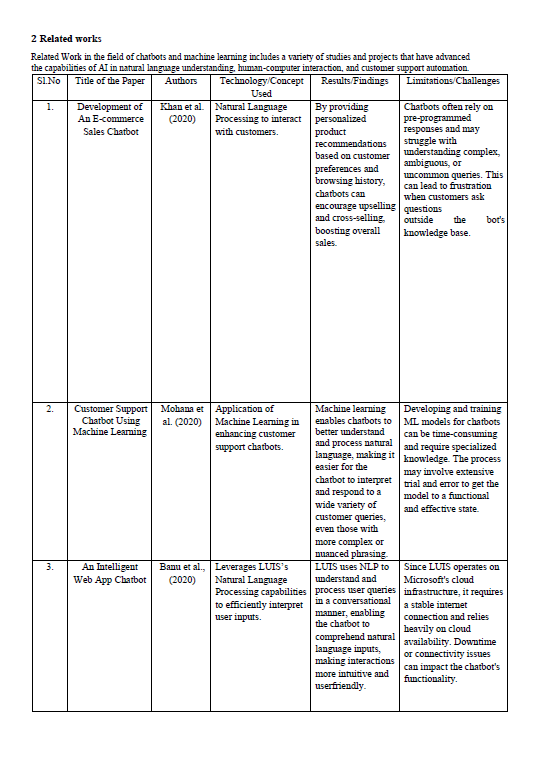 2 Related works
Related Work in the field of chatbots and machine learning includes a variety of studies and projects that have advanced
the capabilities of AI in natural language understanding, human-computer interaction, and customer support automation.
Sl.No Title of the Paper Authors Technology/Concept Results/Findings Limitations/Challenges
Used
1.
Development of
An E-commerce
Sales Chatbot
Khan et al.
(2020)
Natural Language
Processing to interact
with customers.
By providing
personalized
product
recommendations
based on customer
preferences and
browsing history,
chatbots can
encourage upselling
and cross-selling,
boosting overall
sales.
Chatbots often rely on
pre-programmed
responses and may
struggle with
understanding complex,
ambiguous, or
uncommon queries. This
can lead to frustration
when customers ask
questions
outside the bot's
knowledge base.
2.
Customer Support
Chatbot Using
Machine Learning
Mohana et
al. (2020)
Application of
Machine Learning in
enhancing customer
support chatbots.
Machine learning
enables chatbots to
better understand
and process natural
language, making it
easier for the
chatbot to interpret
and respond to a
wide variety of
customer queries,
even those with
more complex or
nuanced phrasing.
Developing and training
ML models for chatbots
can be time-consuming
and require specialized
knowledge. The process
may involve extensive
trial and error to get the
model to a functional
and effective state.
3.
An Intelligent
Web App Chatbot
Banu et al.,
(2020)
Leverages LUIS's
Natural Language
Processing capabilities
to efficiently interpret
user inputs.
LUIS uses NLP to
understand and
process user queries
in a conversational
manner, enabling
the chatbot to
comprehend natural
language inputs,
making interactions
more intuitive and
userfriendly.
Since LUIS operates on
Microsoft's cloud
infrastructure, it requires
a stable internet
connection and relies
heavily on cloud
availability. Downtime
or connectivity issues
can impact the chatbot's
functionality.